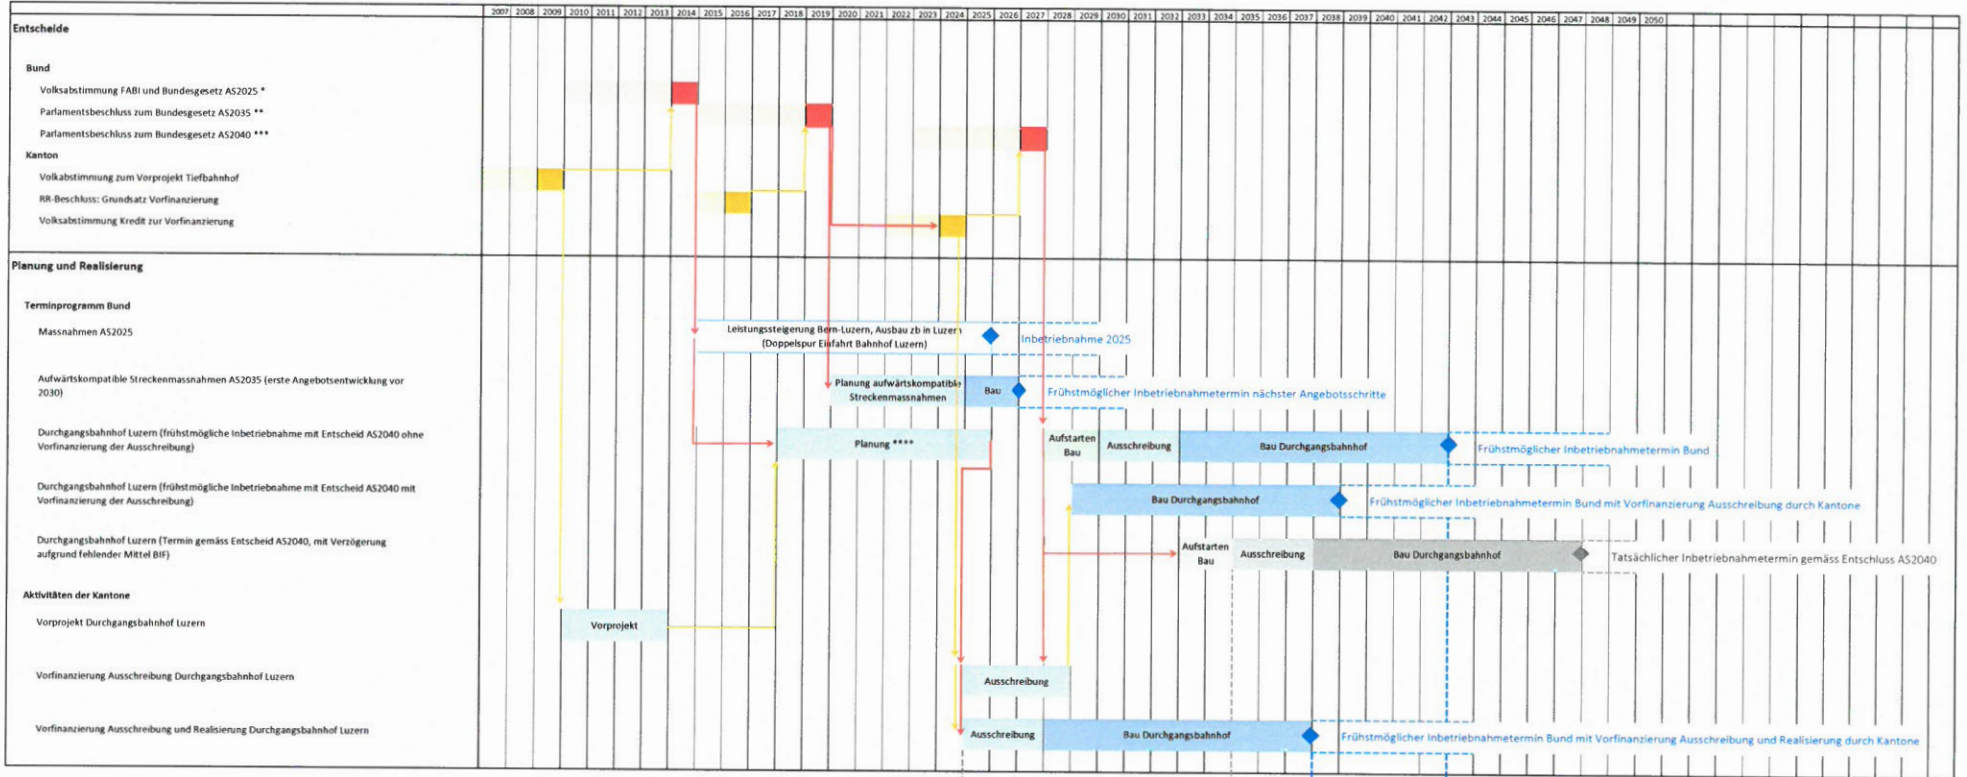 2007 2008 2009 2010 2011 2012 2013 2014 2015 2016 2017 2018 2019 2020 2021 2022 2023 2024 2025 2026 2027 2028 2029 2030 2031 2032 2033 2034 2035 2036 2037 2038 2039 2040 2041 2042 2043 2044 2045 2046 2047 2048 2049 2050
Entscheide
Bund
Volksabstimmung FABI und Bundesgesetz AS2025 *
Parlamentsbeschluss zum Bundesgesetz AS2035 **
Parlamentsbeschluss zum Bundesgesetz AS2040 ***
Kanton
Volkabstimmung zum Vorprojekt Tiefbahnhof
RR-Beschluss: Grundsatz Vorfinanzierung
Volksabstimmung Kredit zur Vorfinanzierung
Planung und Realisierung
Terminprogramm Bund
Massnahmen AS2025
Leistungssteigerung Bern-Luzern, Ausbau zb in Luzern
(Doppelspur Einfahrt Bahnhof Luzern)
Inbetriebnahme 2025
Aufwärtskompatible Streckenmassnahmen AS2035 (erste Angebotsentwicklung vor
2030)
Planung aufwärtskompatible
Streckenmassnahmen
Bau
Frühstmöglicher Inbetriebnahmetermin nächster Angebotsschritte
Durchgangsbahnhof Luzern (frühstmögliche Inbetriebnahme mit Entscheid AS2040 ohne
Vorfinanzierung der Ausschreibung)
Planung ****
Aufstarten
Bau
Ausschreibung
Bau Durchgangsbahnhof
Frühstmöglicher Inbetriebnahmetermin Bund
Durchgangsbahnhof Luzern (frühstmögliche Inbetriebnahme mit Entscheid AS2040 mit
Vorfinanzierung der Ausschreibung)
Bau Durchgangsbahnhof
Frühstmöglicher Inbetriebnahmetermin Bund mit Vorfinanzierung Ausschreibung durch Kantone
Durchgangsbahnhof Luzern (Termin gemäss Entscheid AS2040, mit Verzögerung
aufgrund fehlender Mittel BIF)
Aufstarten
Bau
Ausschreibung
Bau Durchgangsbahnhof
Tatsächlicher Inbetriebnahmetermin gemäss Entschluss AS2040
Aktivitäten der Kantone
Vorprojekt Durchgangsbahnhof Luzern
Vorprojekt
Vorfinanzierung Ausschreibung Durchgangsbahnhof Luzern
Ausschreibung
Vorfinanzierung Ausschreibung und Realisierung Durchgangsbahnhof Luzern
Ausschreibung
Bau Durchgangsbahnhof
Frühstmöglicher Inbetriebnahmetermin Bund mit Vorfinanzierung Ausschreibung und Realisierung durch Kantone